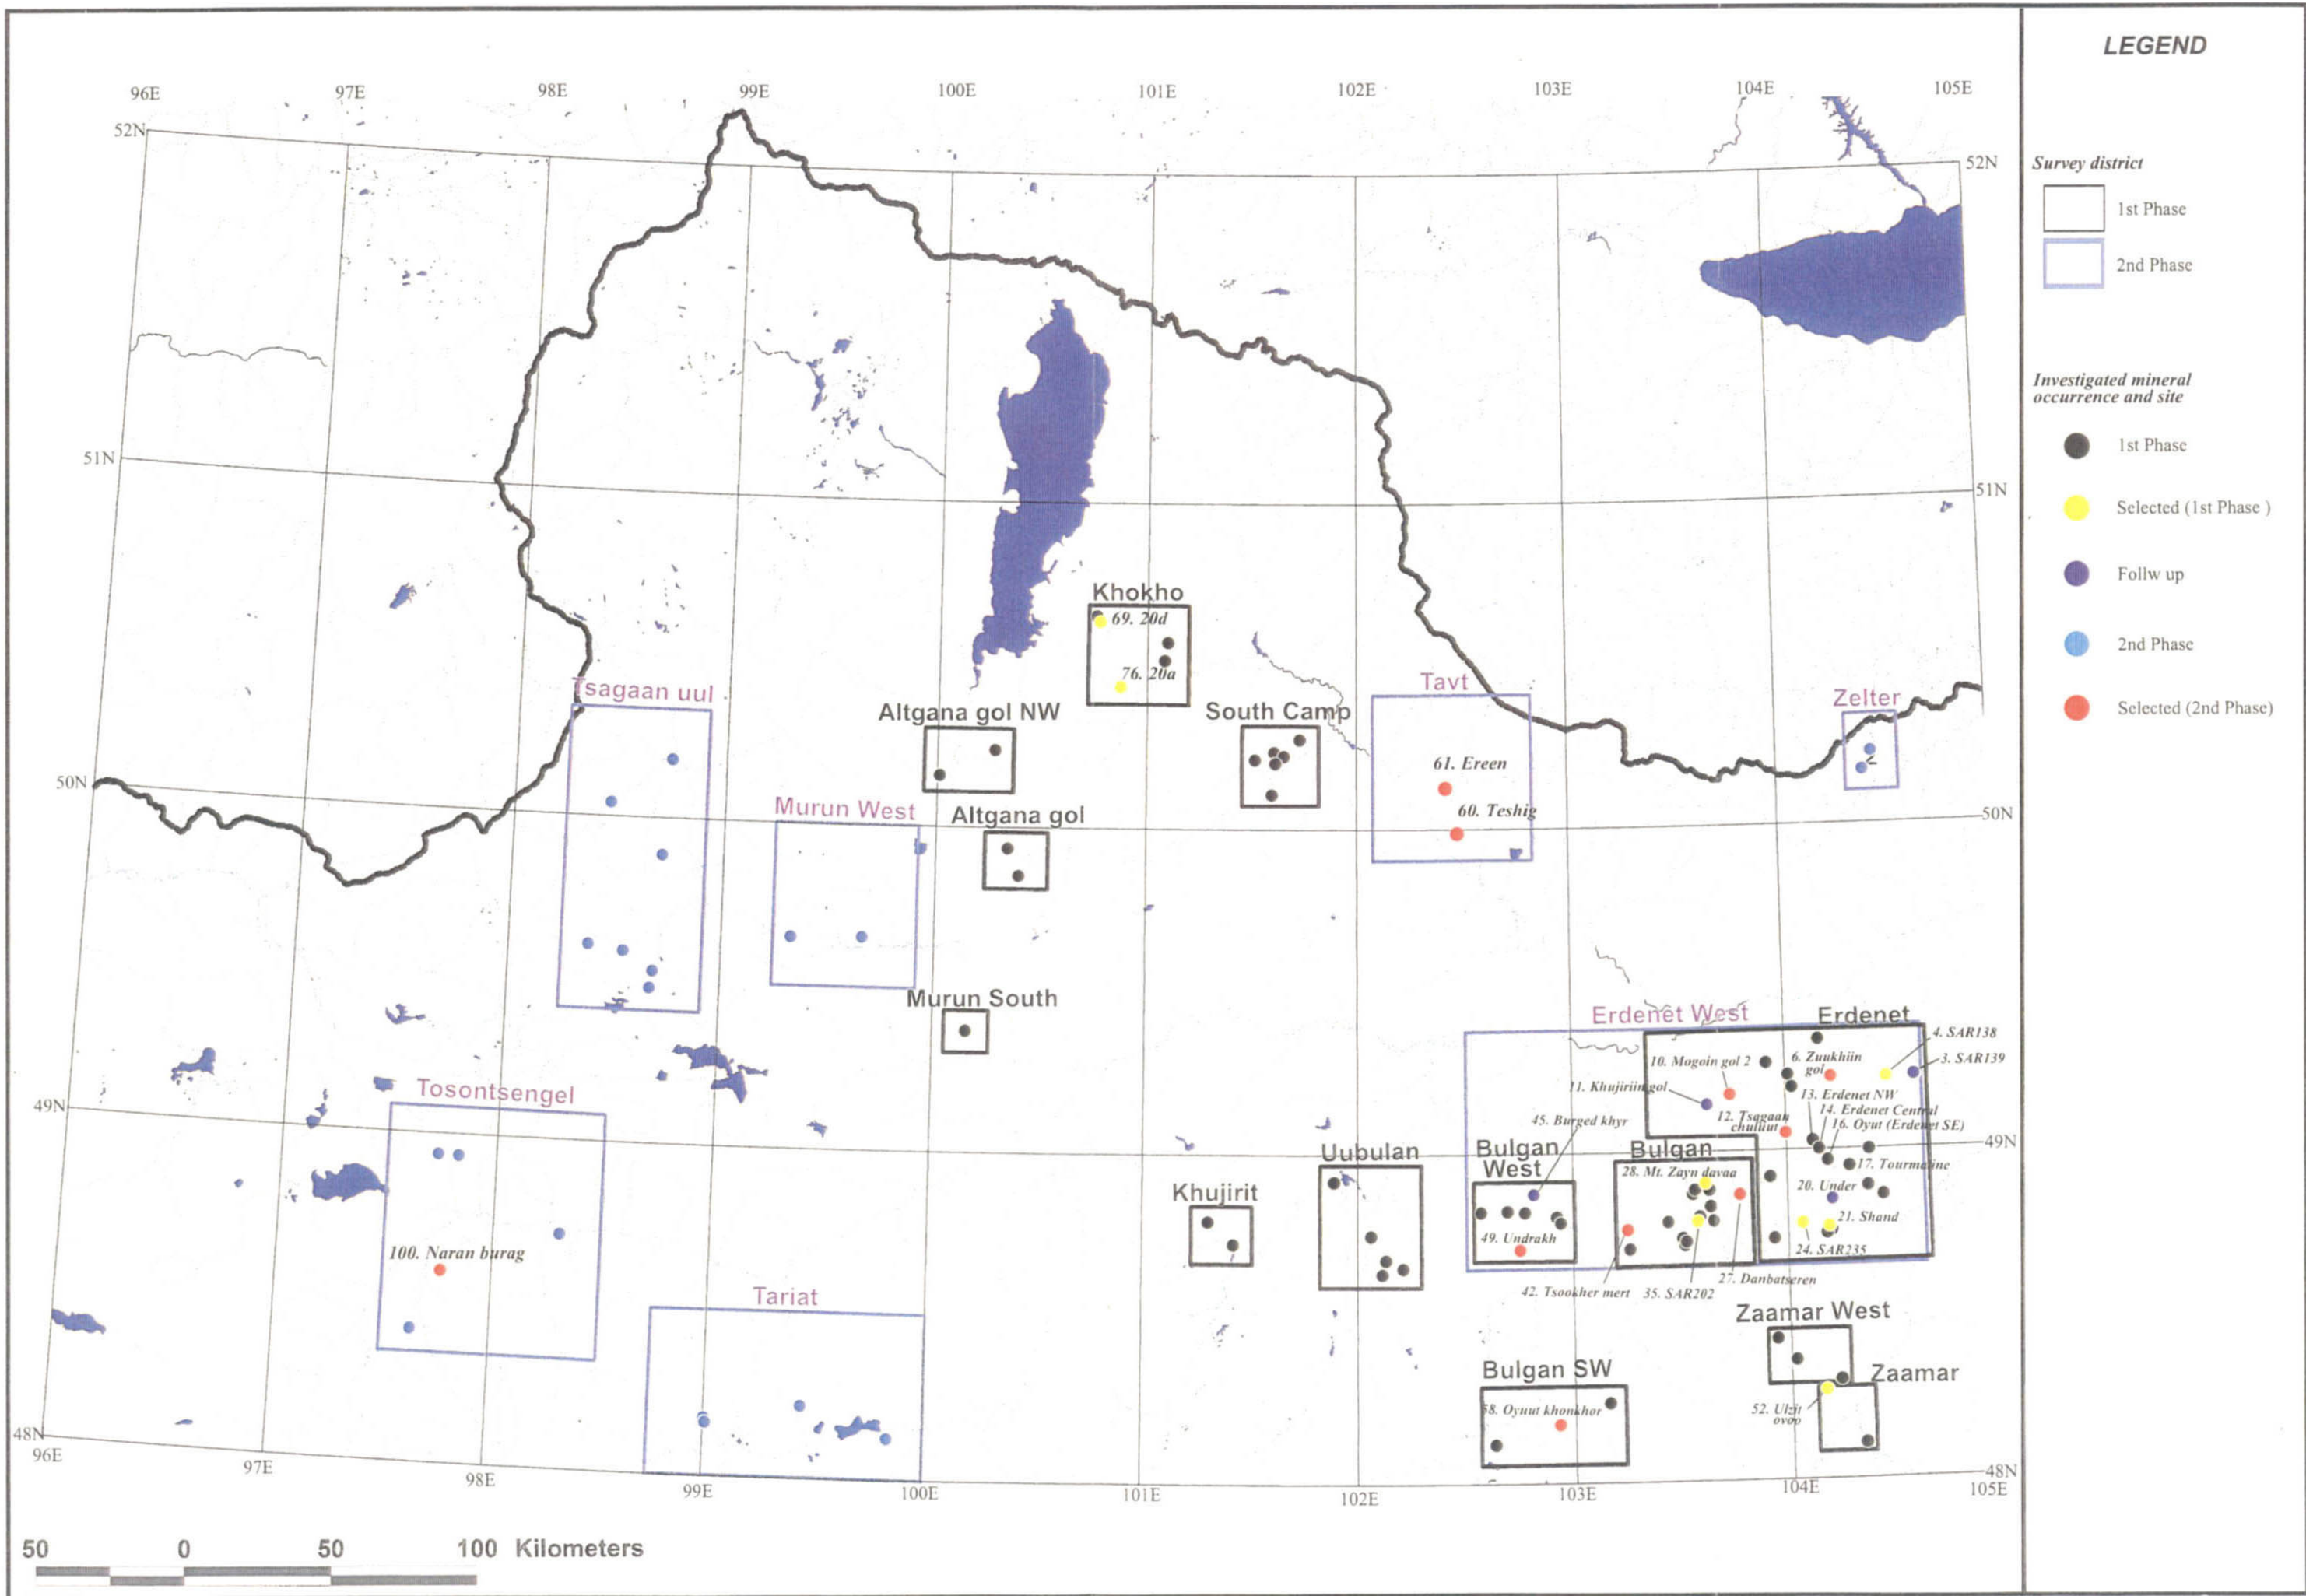 LEGEND
96E 97E 98E 99E 100E 101E 102E 103E 104E 105E
52N
52N
Survey district
1st Phase
2nd Phase
Investigated mineral
occurrence and site
1st Phase
Selected (1st Phase )
Follw up
2nd Phase
Selected (2nd Phase)
51N
51N
Khokho
69. 20d
76. 20a
Tsagaan uul
Altgana gol NW
South Camp
Tavt
61. Ereen
60. Teshig
Zelter
50N
50N
Murun West
Altgana gol
Murun South
Erdenet West
Erdenet
4. SAR138
3. SAR139
10. Mogoin gol 2
6. Zuukhiin
gol
11. Khujiriin gol
13. Erdenet NW
14. Erdenet Central
12. Tsagaan
chuluut
16. Oyut (Erdenet SE)
45. Burged khyr
49N
49N
Tosontsengel
Uubulan
Bulgan
West
Bulgan
28. Mt. Zayn davaa
17. Tourmaline
20. Under
21. Shand
24. SAR235
Khujirit
49. Undrakh
27. Danbatseren
42. Tsookher mert
35. SAR202
100. Naran burag
Tariat
Zaamar West
Zaamar
52. Ulzit
ovoo
Bulgan SW
58. Oyuut khonkhor
48N
48N
96E 97E 98E 99E 100E 101E 102E 103E 104E 105E
50 0 50 100 Kilometers